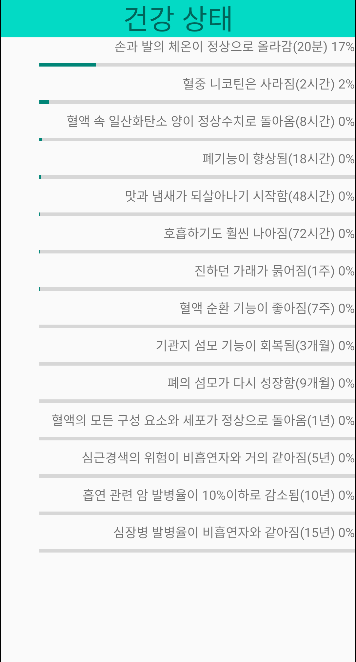 건강 상태
손과 발의 체온이 정상으로 올라감(20분) 17%
혈중 니코틴은 사라짐(2시간) 2%
혈액 속 일산화탄소 양이 정상수치로 돌아옴(8시간) 0%
폐기능이 향상됨(18시간) 0%
맛과 냄새가 되살아나기 시작함(48시간) 0%
호흡하기도 훨씬 나아짐(72시간) 0%
진하던 가래가 묽어짐(1주) 0%
혈액 순환 기능이 좋아짐(7주) 0%
기관지 섬모 기능이 회복됨(3개월) 0%
폐의 섬모가 다시 성장함(9개월) 0%
혈액의 모든 구성 요소와 세포가 정상으로 돌아옴(1년) 0%
심근경색의 위험이 비흡연자와 거의 같아짐(5년) 0%
흡연 관련 암 발병율이 10%이하로 감소됨(10년) 0%
심장병 발병율이 비흡연자와 같아짐(15년) 0%